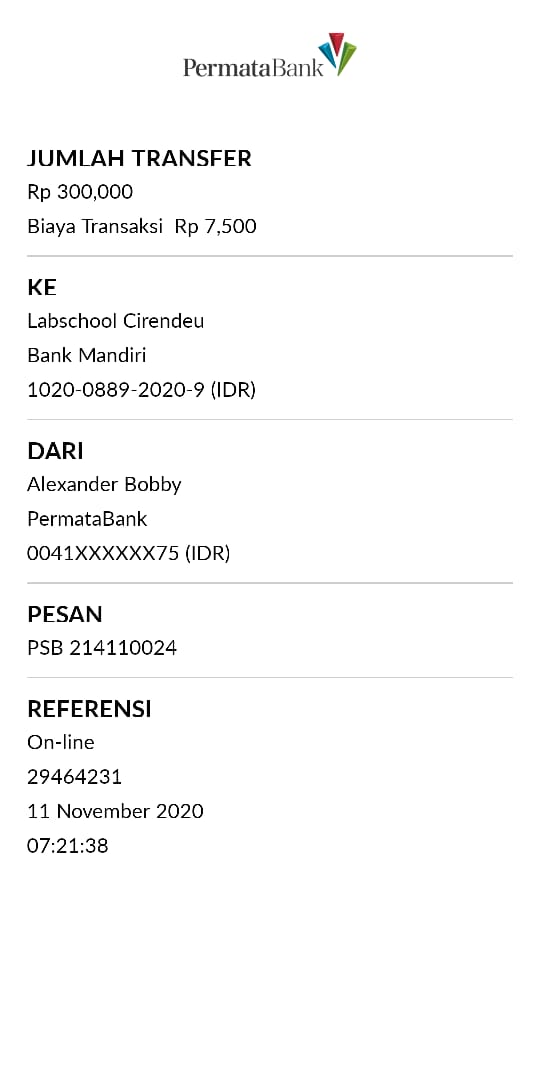 PermataBank
JUMLAH TRANSFER
Rp 300,000
Biaya Transaksi  Rp 7,500
KE
Labschool Cirendeu
Bank Mandiri
1020-0889-2020-9 (IDR)
DARI
Alexander Bobby
PermataBank
0041XXXXXX75 (IDR)
PESAN
PSB 214110024
REFERENSI
On-line
29464231
11 November 2020
07:21:38